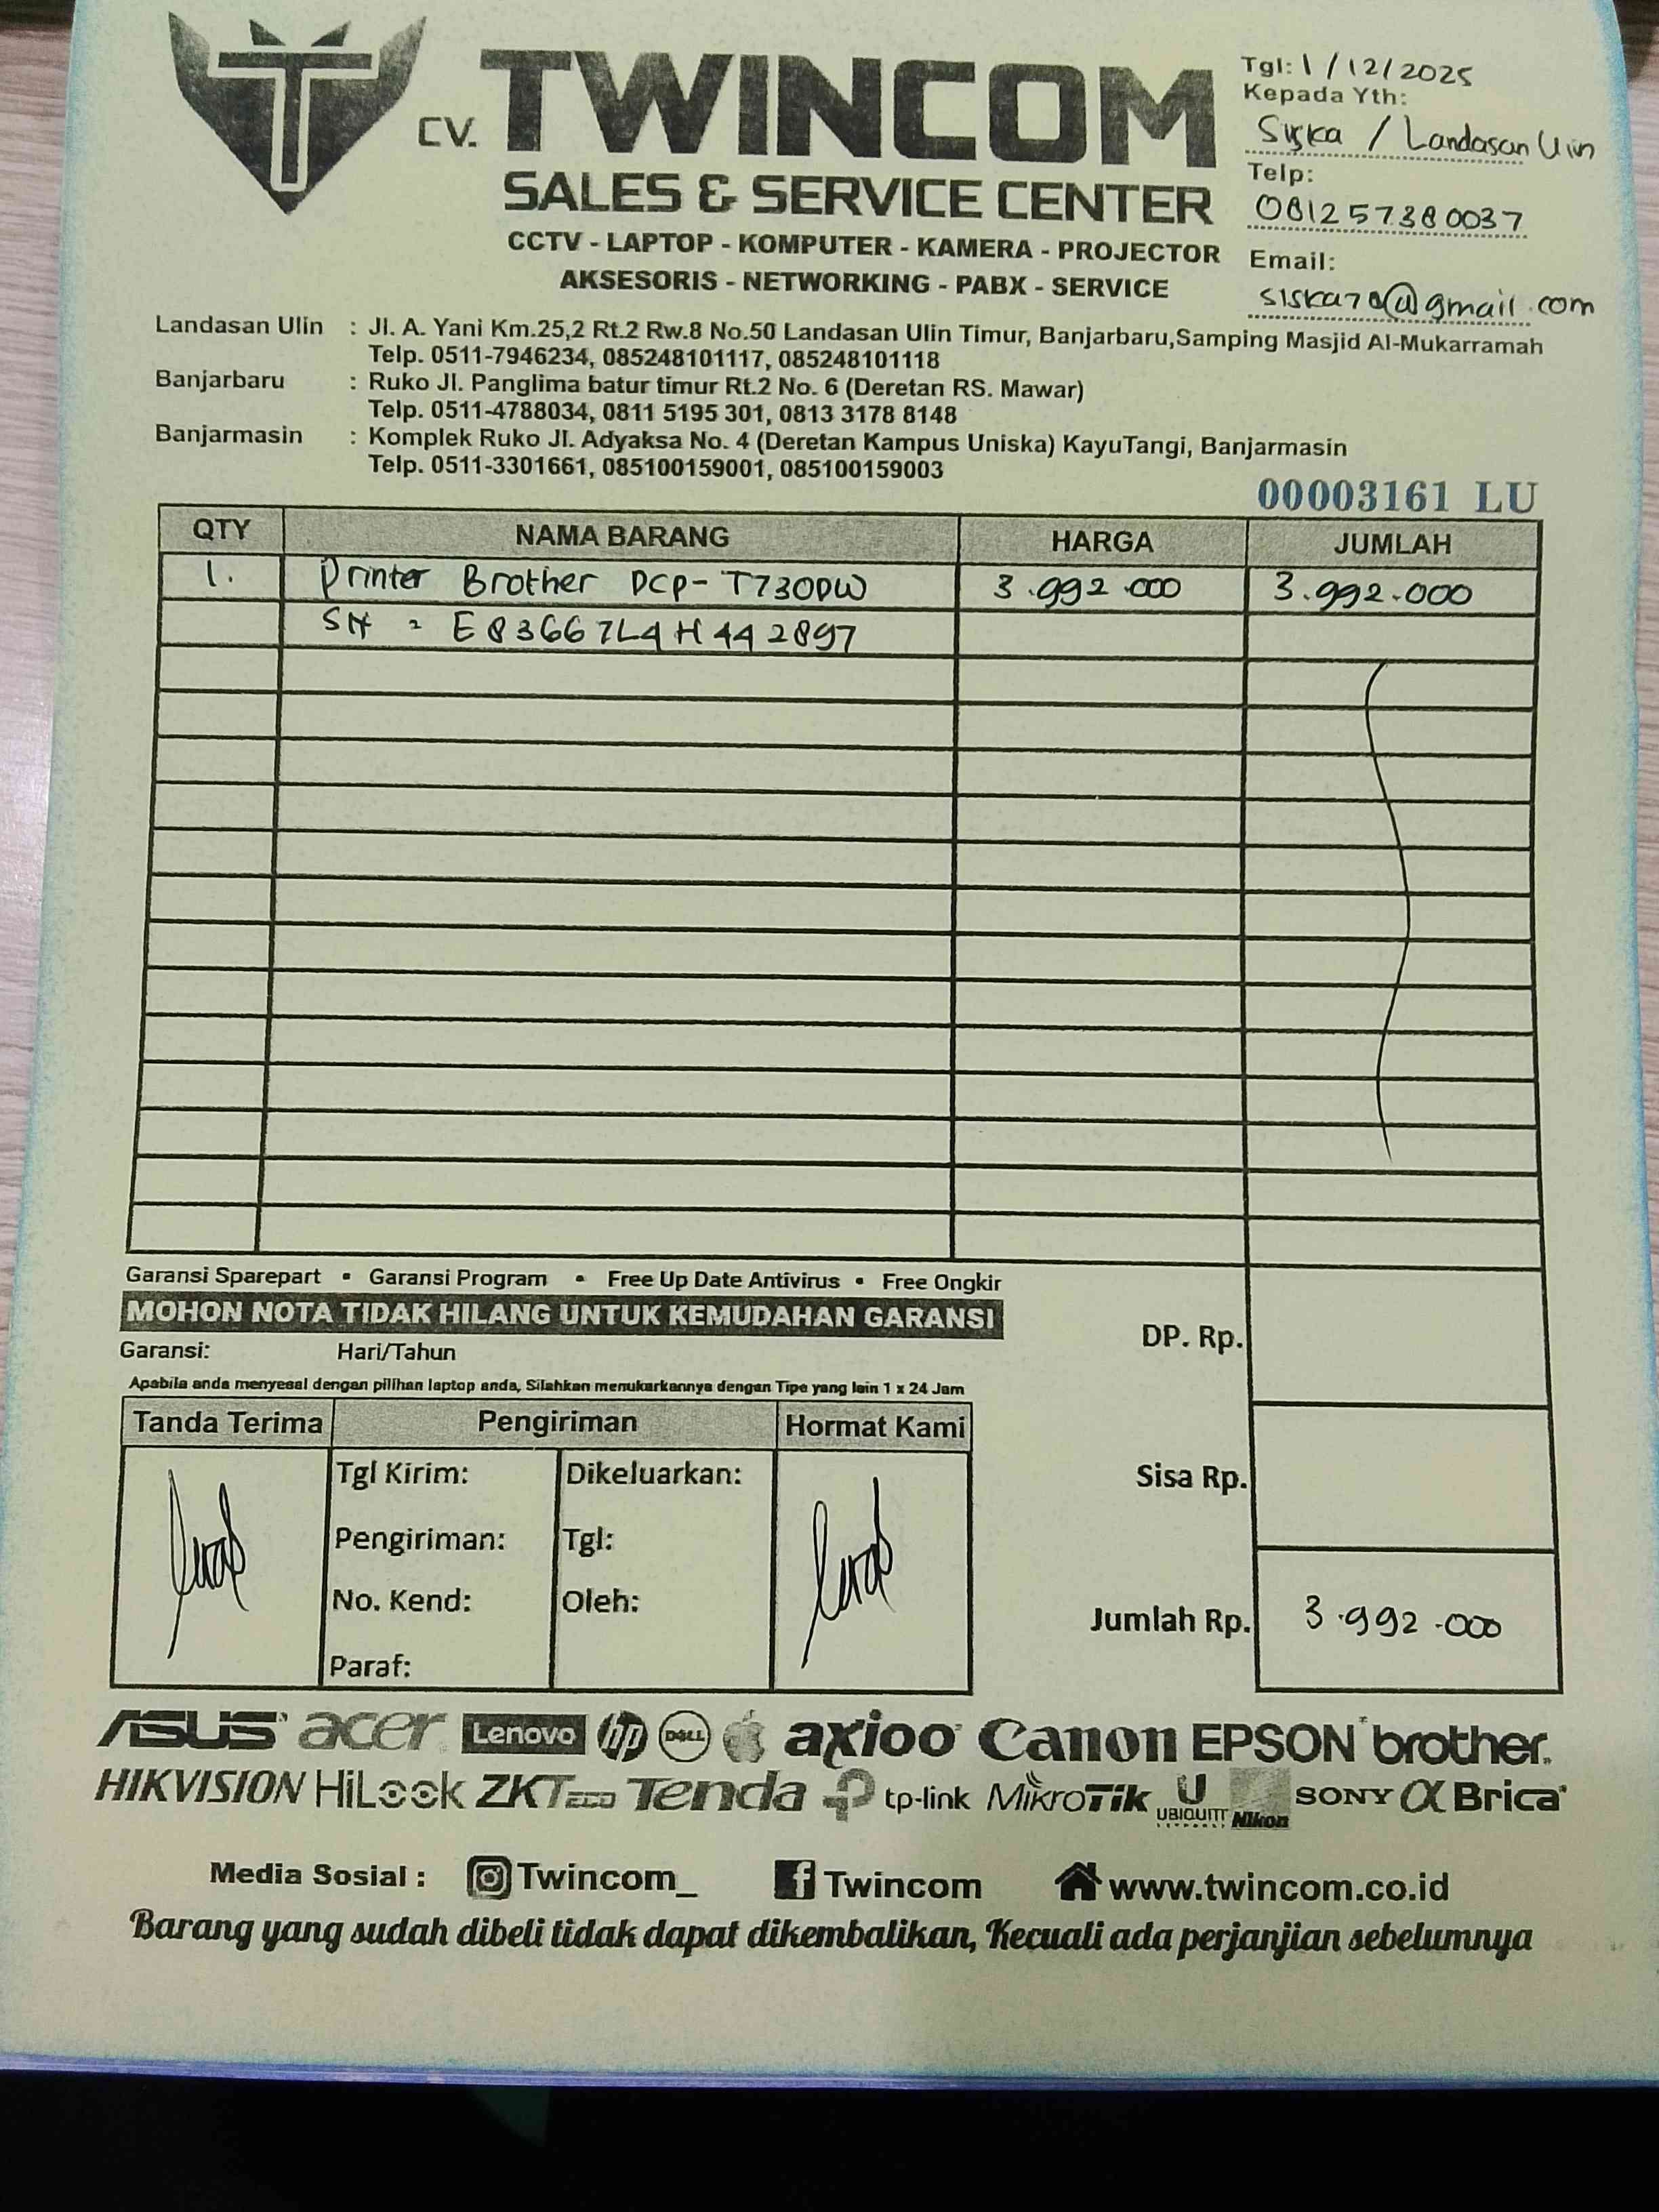 CV. TWINCOM
SALES & SERVICE CENTER
CCTV - LAPTOP - KOMPUTER - KAMERA - PROJECTOR
AKSESORIS - NETWORKING - PABX - SERVICE
Tgl: 1/12/2025
Kepada Yth:
Siska / Landasan Ulin
Telp:
081257380037
Email:
@gmail.com
Landasan Ulin : Jl. A. Yani Km.25,2 Rt.2 Rw.8 No.50 Landasan Ulin Timur, Banjarbaru,Samping Masjid Al-Mukarramah
Telp. 0511-7946234, 085248101117, 085248101118
Banjarbaru : Ruko Jl. Panglima batur timur Rt.2 No. 6 (Deretan RS. Mawar)
Telp. 0511-4788034, 0811 5195 301, 0813 3178 8148
Banjarmasin : Komplek Ruko Jl. Adyaksa No. 4 (Deretan Kampus Uniska) KayuTangi, Banjarmasin
Telp. 0511-3301661, 085100159001, 085100159003
00003161 LU
QTY NAMA BARANG HARGA JUMLAH
1. Printer Brother DCP-T730DW 3.992.000 3.992.000
SN = E83667L4H442897
Garansi Sparepart • Garansi Program • Free Up Date Antivirus • Free Ongkir
MOHON NOTA TIDAK HILANG UNTUK KEMUDAHAN GARANSI
Garansi: Hari/Tahun
Apabila anda menyesal dengan pilihan laptop anda, Silahkan menukarkannya dengan Tipe yang lain 1 x 24 Jam
DP. Rp.
Tanda Terima Pengiriman Hormat Kami
Tgl Kirim: Dikeluarkan:
Sisa Rp.
Pengiriman: Tgl:
No. Kend: Oleh:
Jumlah Rp. 3.992.000
Paraf:
ASUS acer Lenovo hp DELL axioo Canon EPSON brother.
HIKVISION HiLook ZKTeco Tenda tp-link MikroTik U UBIQUITI Nikon SONY α Brica
Media Sosial : Twincom_ Twincom www.twincom.co.id
Barang yang sudah dibeli tidak dapat dikembalikan, Kecuali ada perjanjian sebelumnya